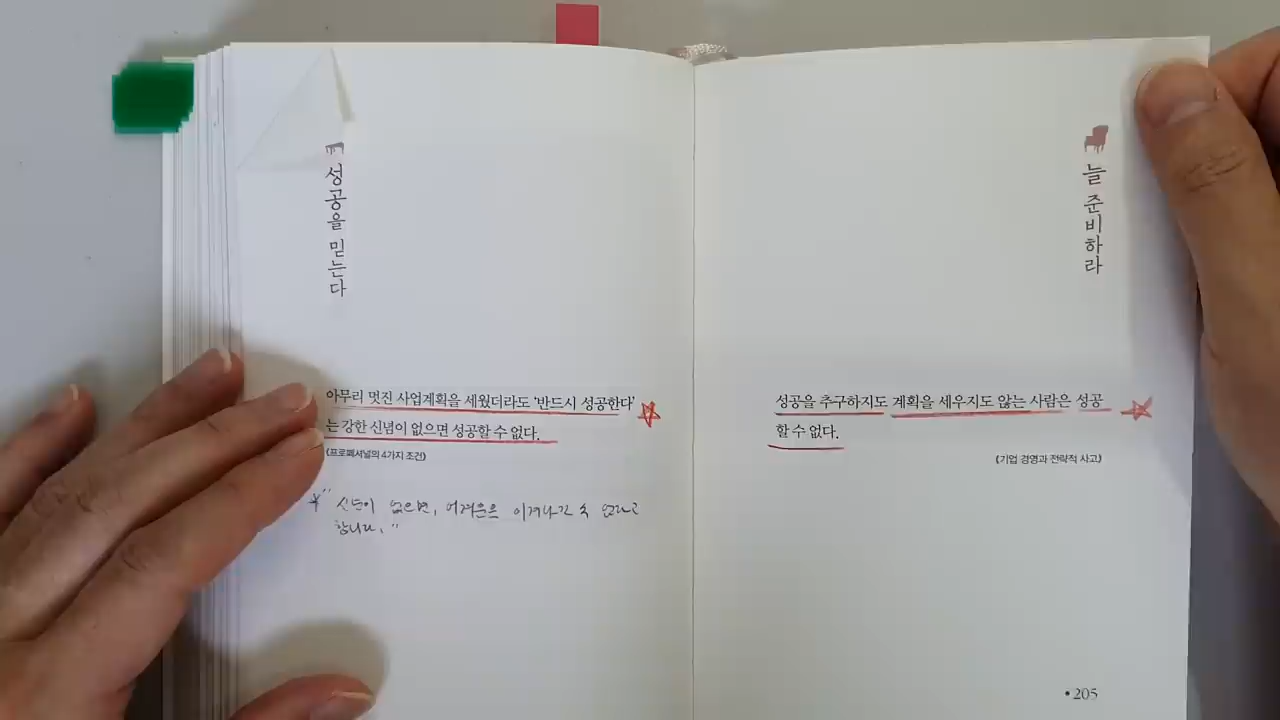 성공을 믿는다
아무리 멋진 사업계획을 세웠더라도 '반드시 성공한다'
는 강한 신념이 없으면 성공할 수 없다.
(프로페셔널의 4가지 조건)
* " 신념이 없으면, 어려움을 이겨나갈 수 없다고
합니다. "
늘 준비하라
성공을 추구하지도 계획을 세우지도 않는 사람은 성공
할 수 없다.
(기업 경영과 전략적 사고)
• 205